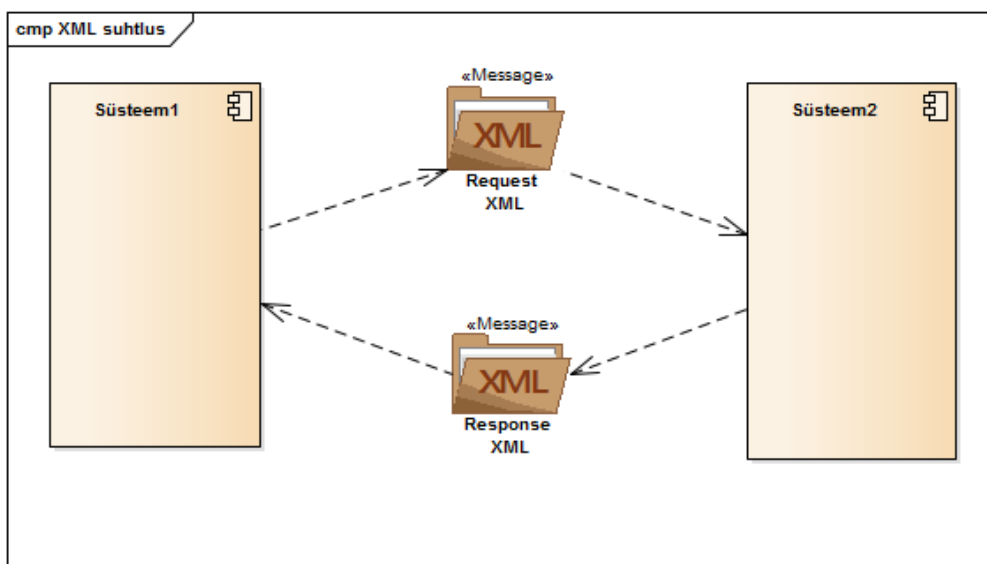 cmp XML suhtlus
«Message»
Süsteem1
XML
Süsteem2
Request
XML
«Message»
XML
Response
XML